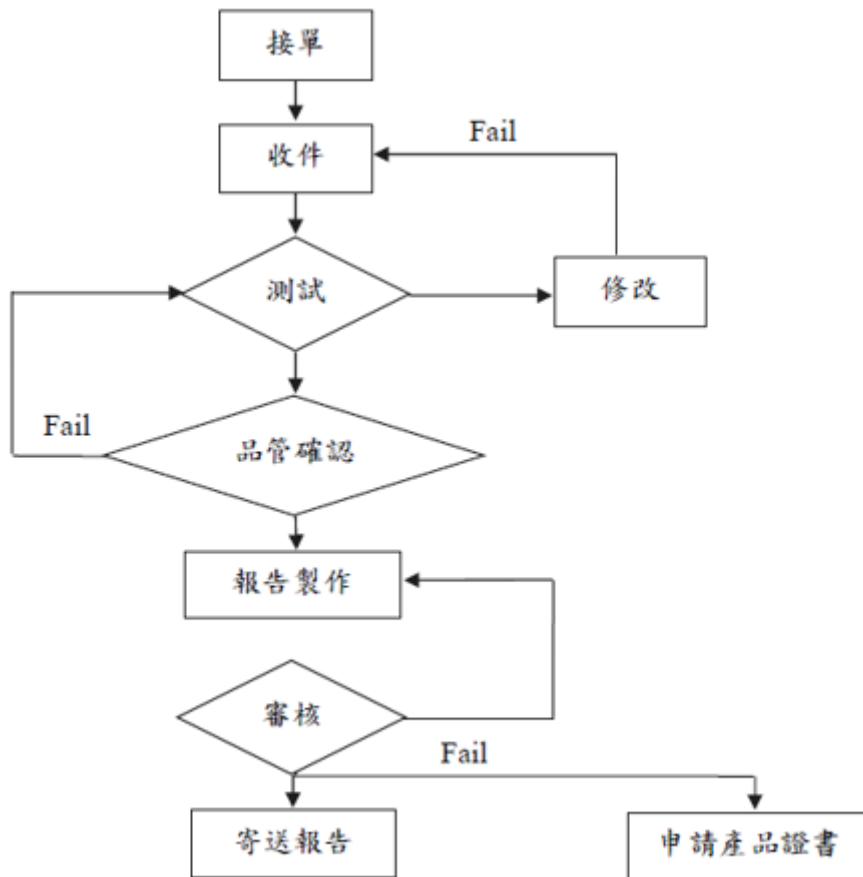 接單
Fail
收件
測試
修改
Fail
品管確認
報告製作
審核
Fail
寄送報告
申請產品證書